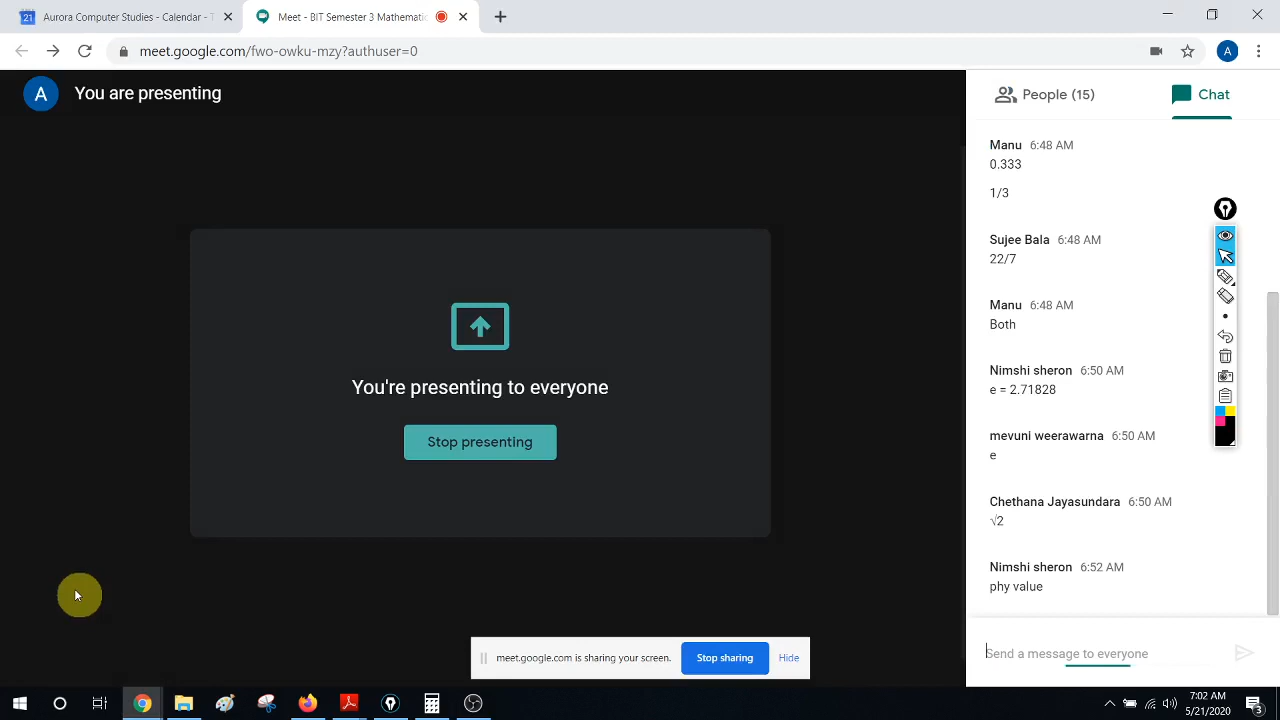 21 Aurora Computer Studies - Calendar - T
Meet - BIT Semester 3 Mathemati
meet.google.com/fwo-owku-mzy?authuser=0
A
A You are presenting
People (15)
Chat
Manu 6:48 AM
0.333
1/3
Sujee Bala 6:48 AM
22/7
Manu 6:48 AM
Both
Nimshi sheron 6:50 AM
e = 2.71828
mevuni weerawarna 6:50 AM
e
Chethana Jayasundara 6:50 AM
√2
Nimshi sheron 6:52 AM
phy value
You're presenting to everyone
Stop presenting
meet.google.com is sharing your screen. Stop sharing Hide
Send a message to everyone
7:02 AM
5/21/2020
3